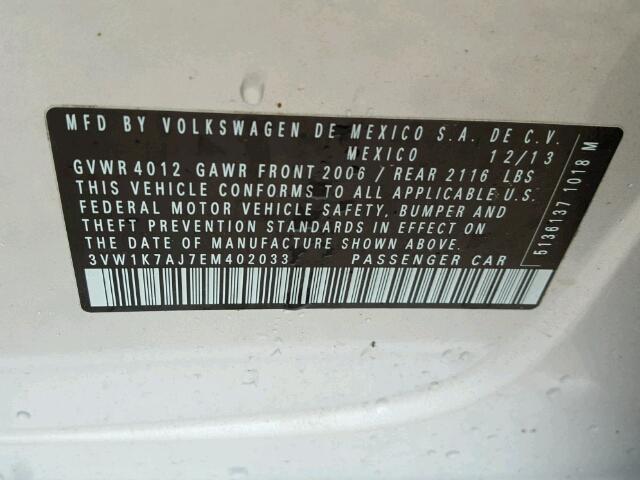 MFD BY VOLKSWAGEN DE MEXICO S.A. DE C.V.
MEXICO 12/13
GVWR 4012 GAWR FRONT 2006 / REAR 2116 LBS
THIS VEHICLE CONFORMS TO ALL APPLICABLE U.S.
FEDERAL MOTOR VEHICLE SAFETY, BUMPER AND
THEFT PREVENTION STANDARDS IN EFFECT ON
THE DATE OF MANUFACTURE SHOWN ABOVE.
3VW1K7AJ7EM402033 PASSENGER CAR
5136137 1018 M